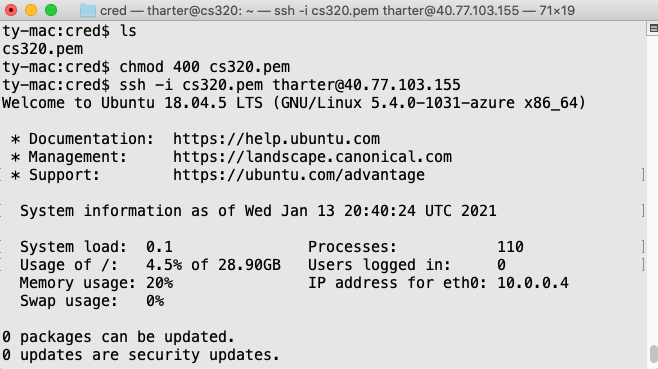 cred — tharter@cs320: ~ — ssh -i cs320.pem tharter@40.77.103.155 — 71×19
ty-mac:cred$ ls
cs320.pem
ty-mac:cred$ chmod 400 cs320.pem
ty-mac:cred$ ssh -i cs320.pem tharter@40.77.103.155
Welcome to Ubuntu 18.04.5 LTS (GNU/Linux 5.4.0-1031-azure x86_64)
 * Documentation:  https://help.ubuntu.com
 * Management:     https://landscape.canonical.com
[ * Support:        https://ubuntu.com/advantage ]
[ System information as of Wed Jan 13 20:40:24 UTC 2021 ]
[ System load:  0.1               Processes:           110 ]
[ Usage of /:   4.5% of 28.90GB   Users logged in:     0 ]
  Memory usage: 20%               IP address for eth0: 10.0.0.4
  Swap usage:   0%
0 packages can be updated.
0 updates are security updates.